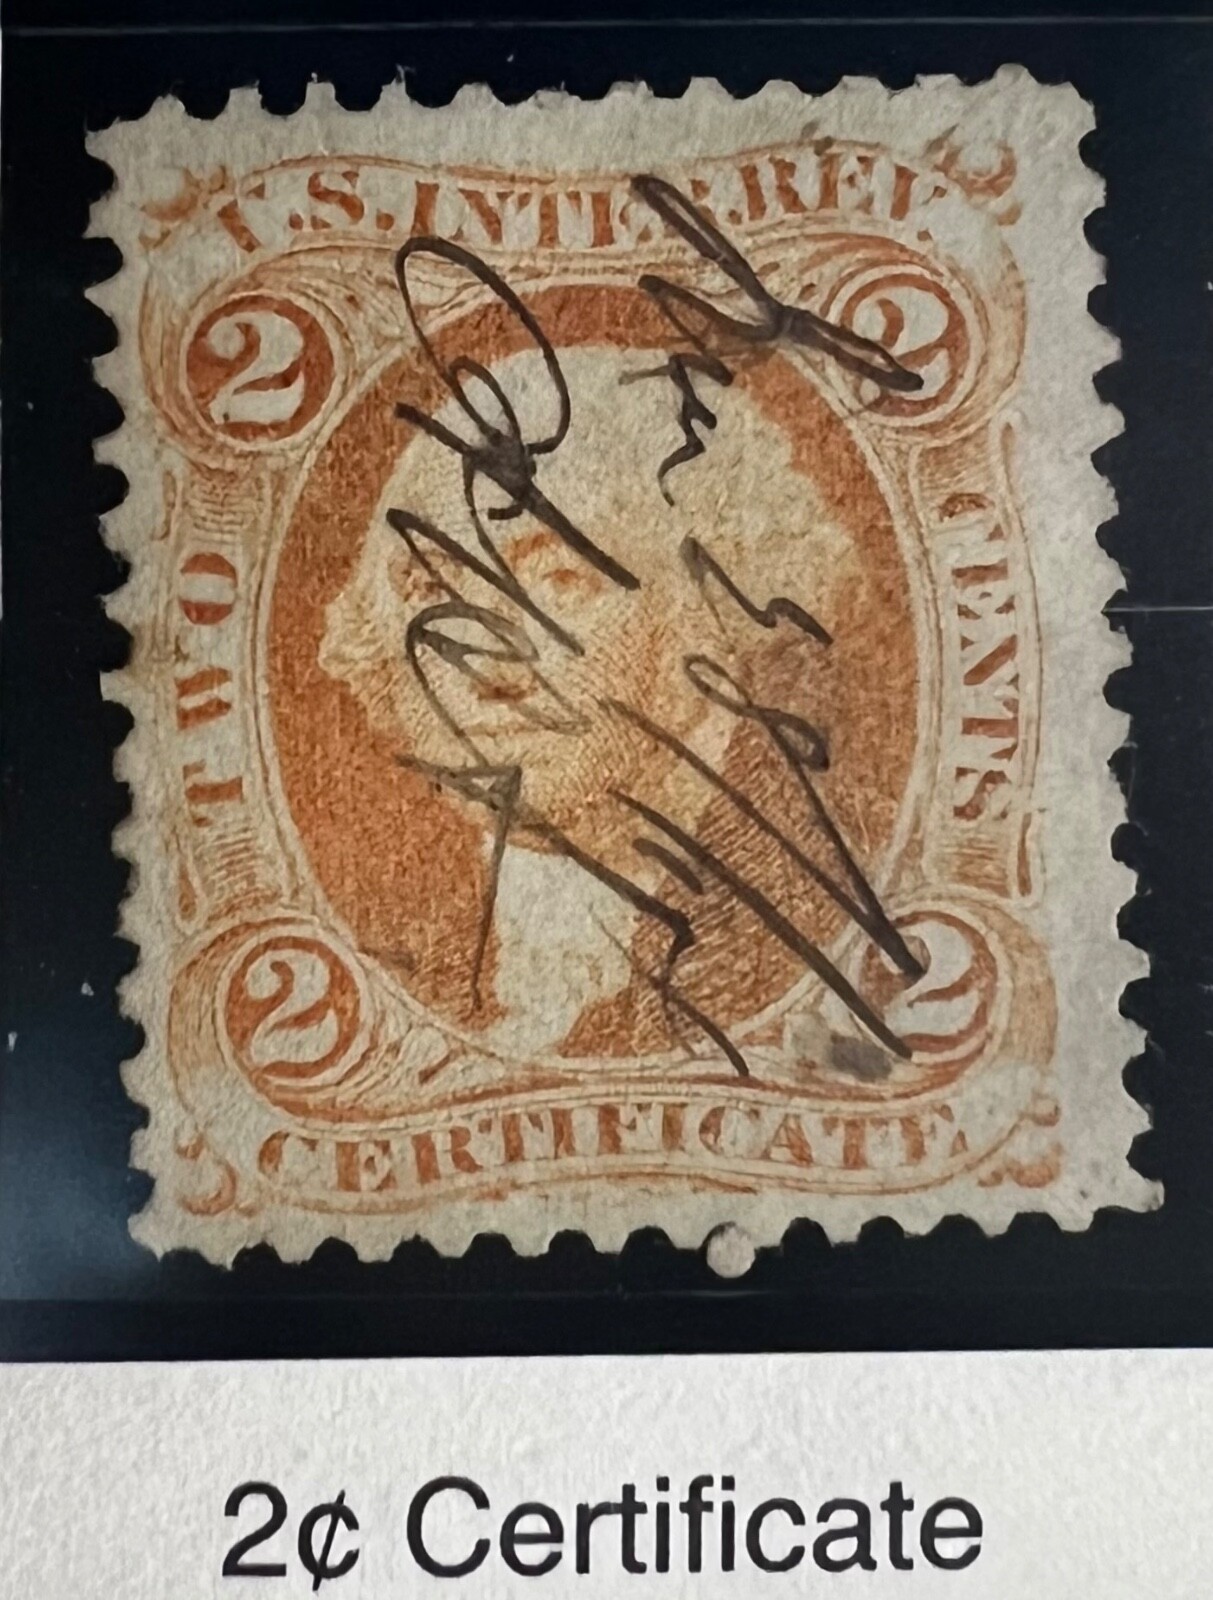 U.S. INTER. REV.
2 2
TWO
CENTS
2 2
CERTIFICATE
2¢ Certificate